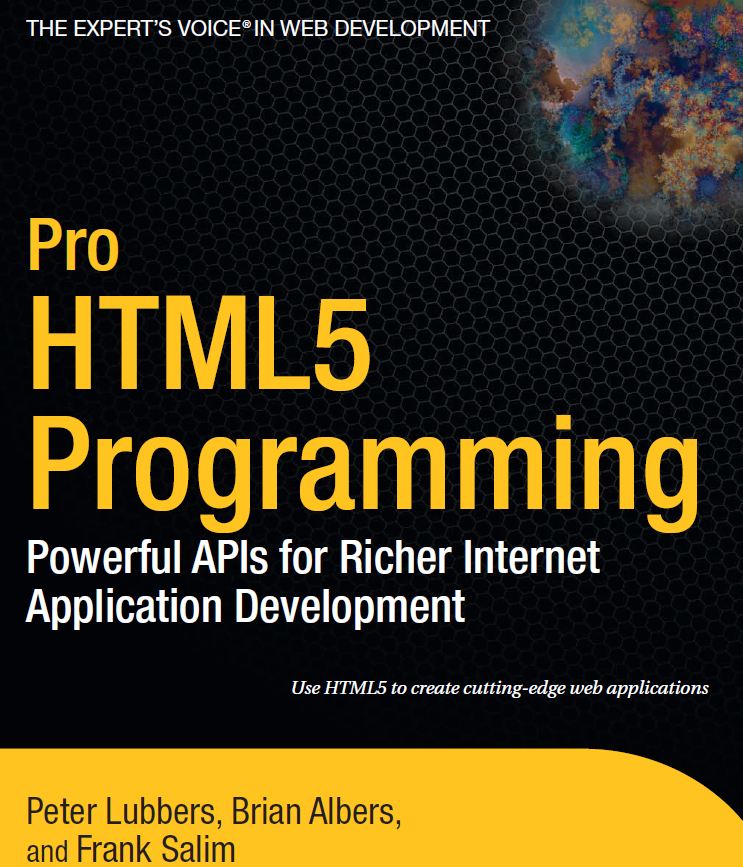 THE EXPERT'S VOICE® IN WEB DEVELOPMENT
Pro
HTML5
Programming
Powerful APIs for Richer Internet
Application Development
Use HTML5 to create cutting-edge web applications
Peter Lubbers, Brian Albers,
and Frank Salim